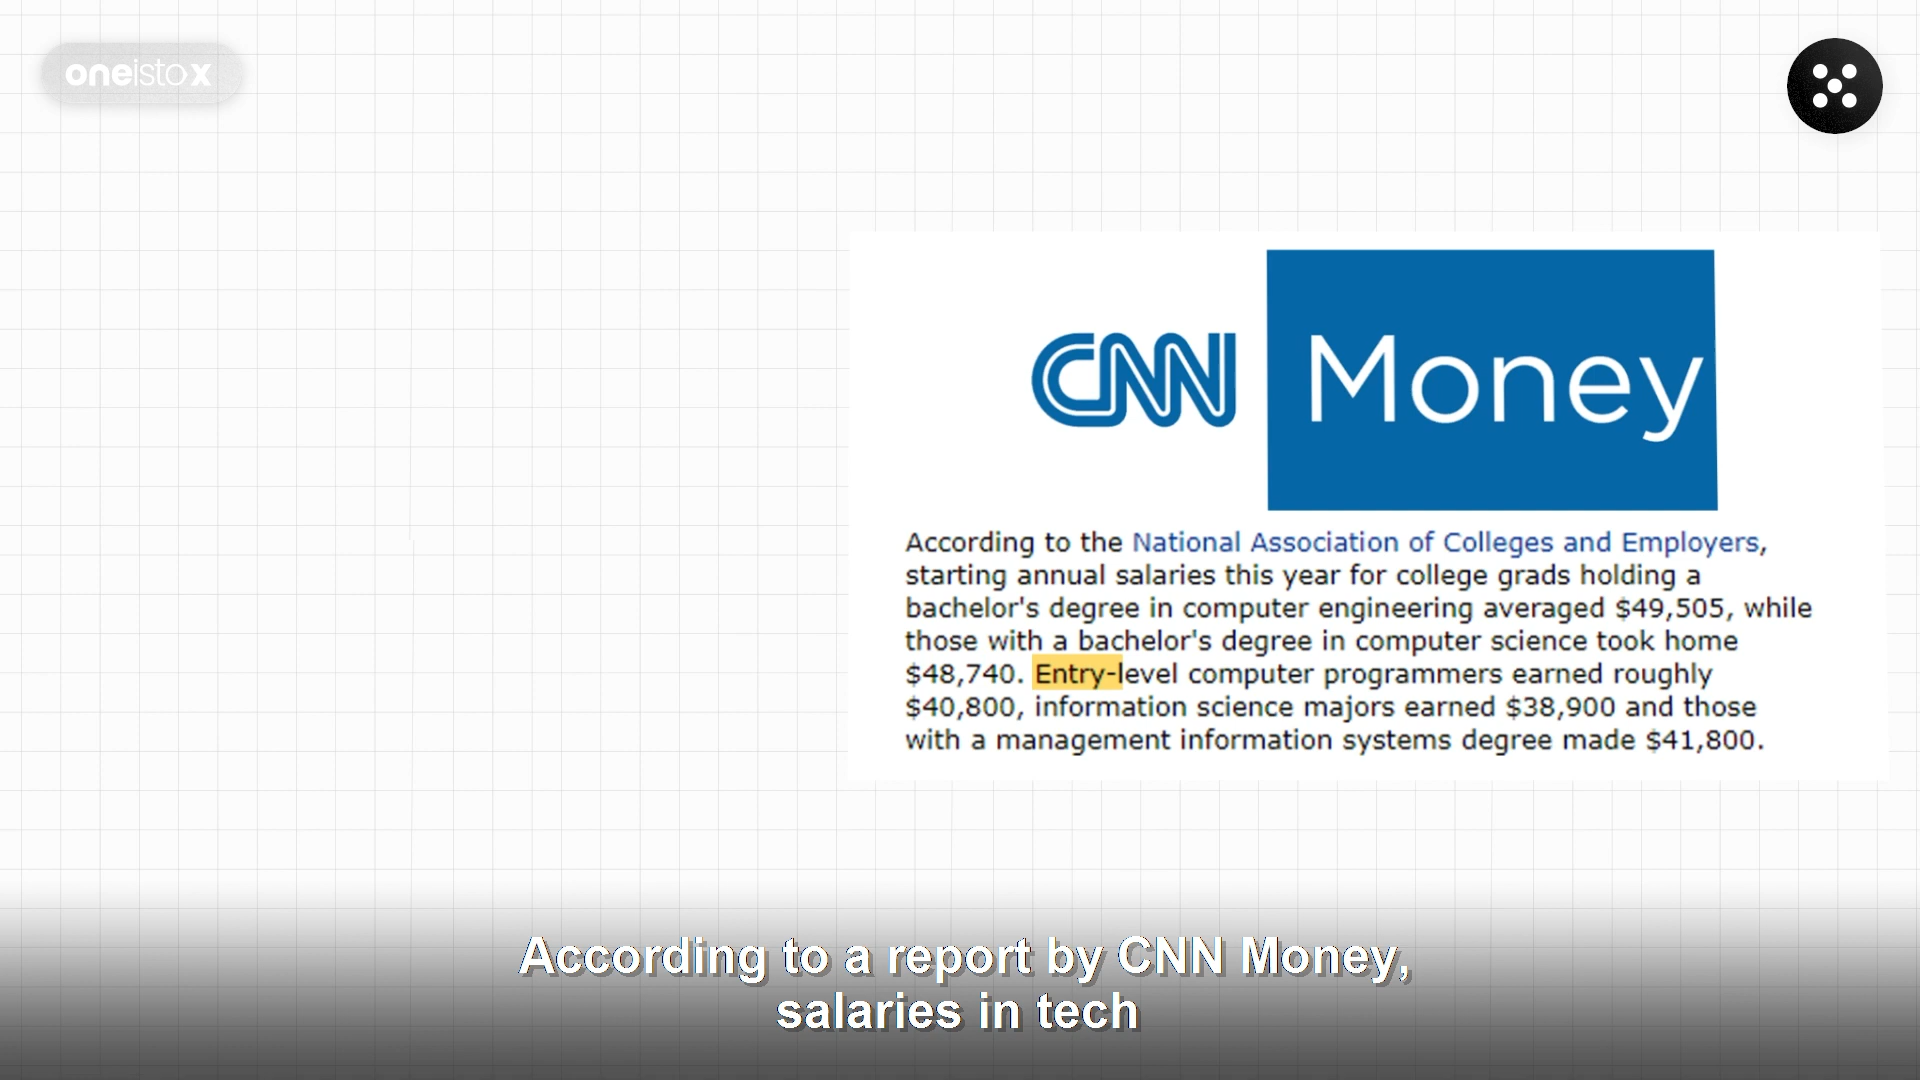 oneistox
CNN Money
According to the National Association of Colleges and Employers,
starting annual salaries this year for college grads holding a
bachelor's degree in computer engineering averaged $49,505, while
those with a bachelor's degree in computer science took home
$48,740. Entry-level computer programmers earned roughly
$40,800, information science majors earned $38,900 and those
with a management information systems degree made $41,800.
According to a report by CNN Money,
salaries in tech